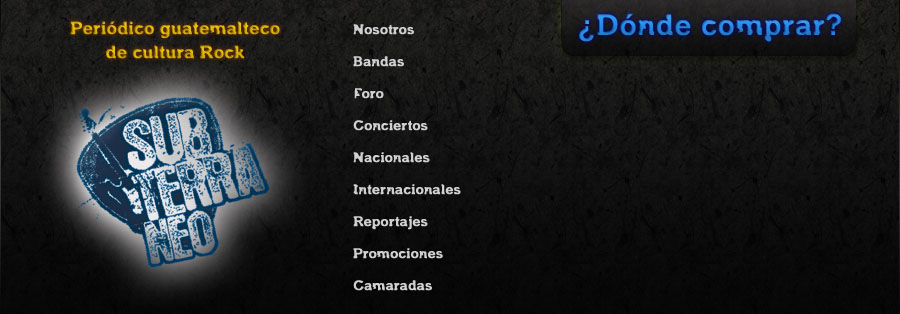 Periódico guatemalteco
de cultura Rock
SUB
TERRA
NEO
Nosotros
Bandas
Foro
Conciertos
Nacionales
Internacionales
Reportajes
Promociones
Camaradas
¿Dónde comprar?